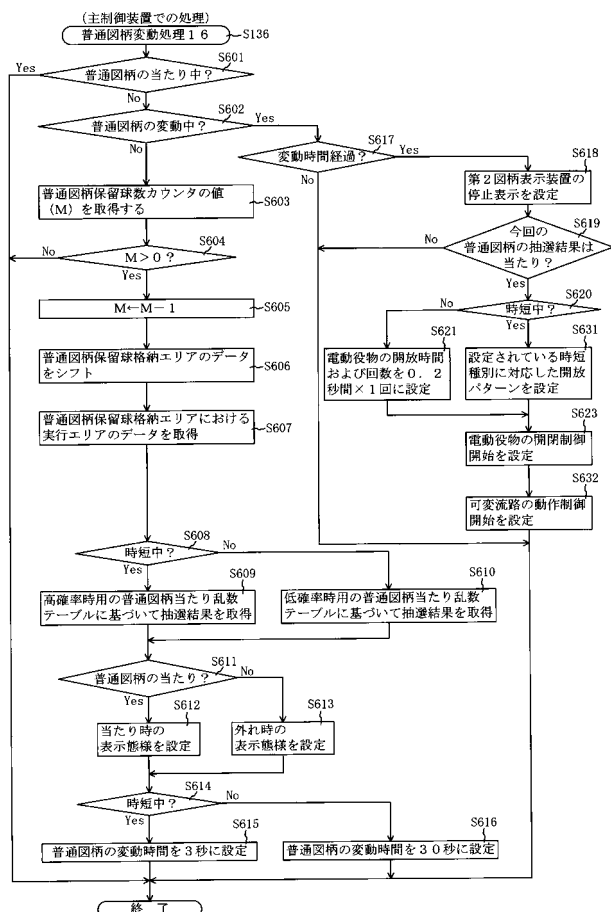 (主制御装置での処理)
普通図柄変動処理16
S136
S601
Yes
普通図柄の当たり中?
No
S602
普通図柄の変動中?
Yes
No
S617
変動時間経過?
Yes
No
S618
第2図柄表示装置の
停止表示を設定
普通図柄保留球数カウンタの値
(M)を取得する
S603
S619
今回の
普通図柄の抽選結果は
当たり?
No
Yes
S604
No
M>0?
Yes
S620
No
時短中?
Yes
M←M-1
S605
S621
電動役物の開放時間
および回数を0.2
秒間×1回に設定
S631
設定されている時短
種別に対応した開放
パターンを設定
普通図柄保留球格納エリアのデータ
をシフト
S606
普通図柄保留球格納エリアにおける
実行エリアのデータを取得
S607
S623
電動役物の開閉制御
開始を設定
S632
可変流路の動作制御
開始を設定
S608
時短中?
No
Yes
S609
高確率時用の普通図柄当たり乱数
テーブルに基づいて抽選結果を取得
S610
低確率時用の普通図柄当たり乱数
テーブルに基づいて抽選結果を取得
S611
普通図柄の当たり?
No
Yes
S612
当たり時の
表示態様を設定
S613
外れ時の
表示態様を設定
S614
時短中?
No
Yes
S615
普通図柄の変動時間を3秒に設定
S616
普通図柄の変動時間を30秒に設定
終了